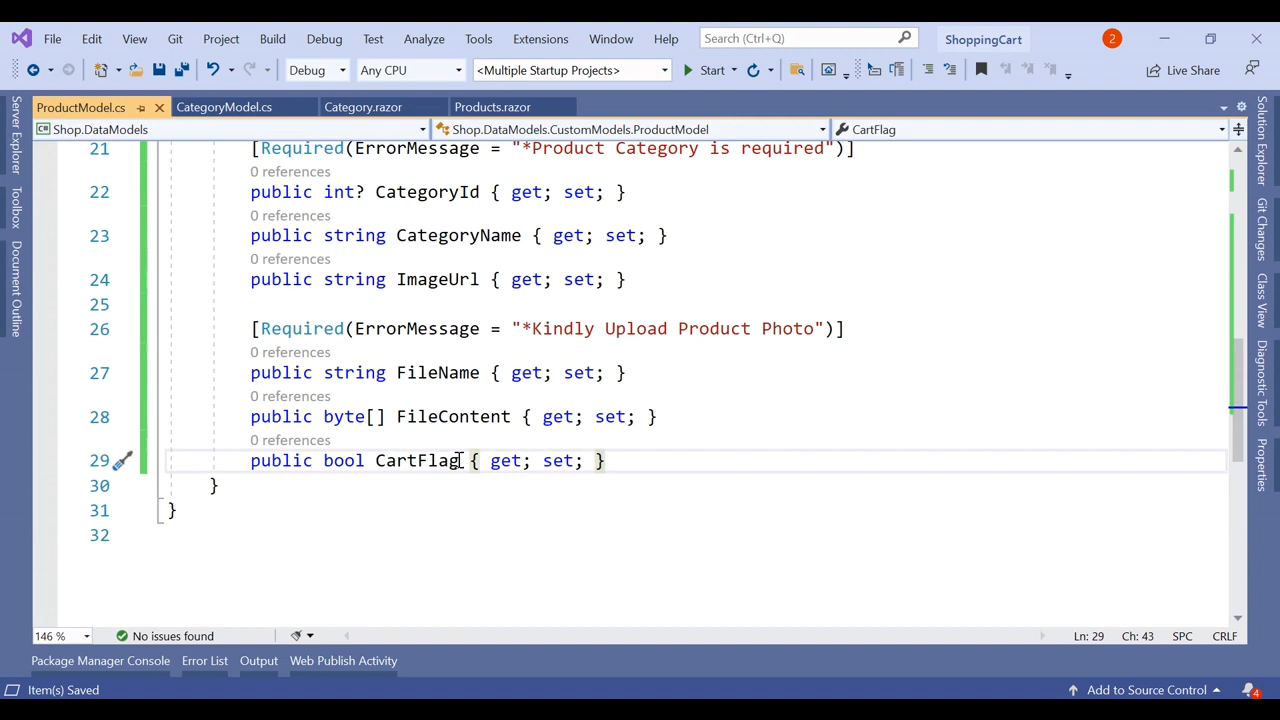 File Edit View Git Project Build Debug Test Analyze Tools Extensions Window Help Search (Ctrl+Q) ShoppingCart 2
Debug Any CPU <Multiple Startup Projects> Start Live Share
ProductModel.cs CategoryModel.cs Category.razor Products.razor
Shop.DataModels Shop.DataModels.CustomModels.ProductModel CartFlag
Server Explorer
Toolbox
Document Outline
21 [Required(ErrorMessage = "*Product Category is required")]
0 references
22 public int? CategoryId { get; set; }
0 references
23 public string CategoryName { get; set; }
0 references
24 public string ImageUrl { get; set; }
25
26 [Required(ErrorMessage = "*Kindly Upload Product Photo")]
0 references
27 public string FileName { get; set; }
0 references
28 public byte[] FileContent { get; set; }
0 references
29 public bool CartFlag { get; set; }
30 }
31 }
32
Solution Explorer
Git Changes
Class View
Diagnostic Tools
Properties
146 % No issues found Ln: 29 Ch: 43 SPC CRLF
Package Manager Console Error List Output Web Publish Activity
Item(s) Saved Add to Source Control 4